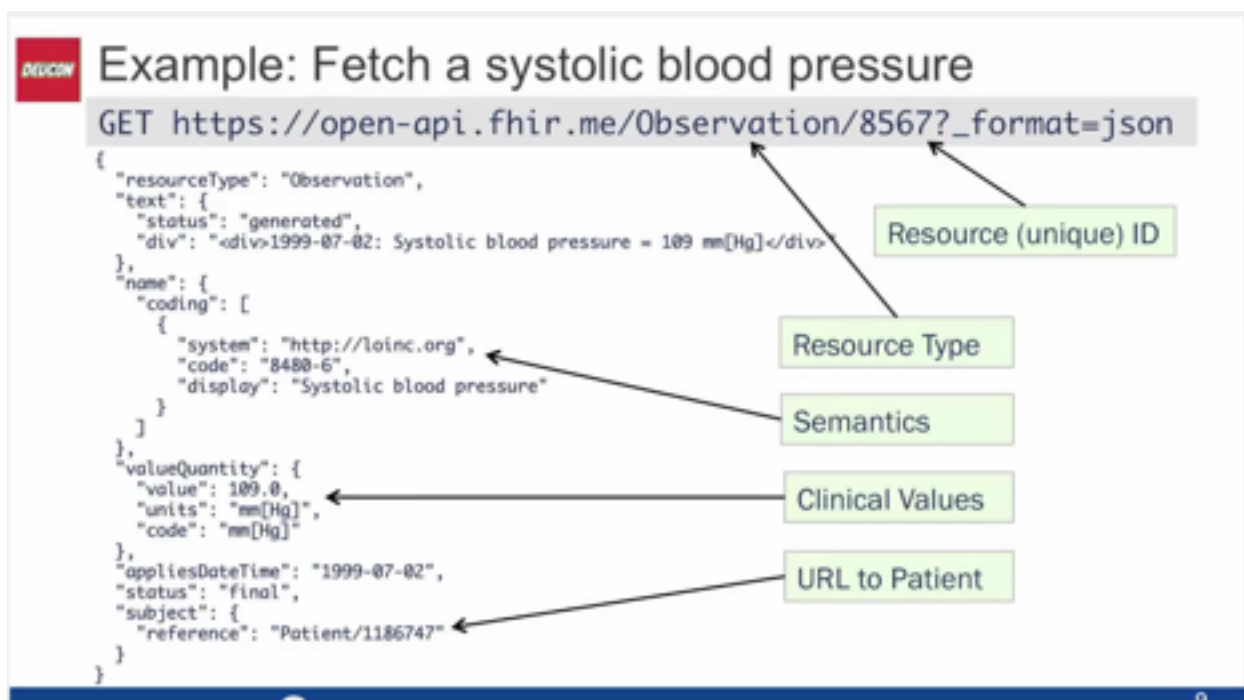 DEVCON
Example: Fetch a systolic blood pressure
GET https://open-api.fhir.me/Observation/8567?_format=json
{
"resourceType": "Observation",
"text": {
"status": "generated",
"div": "<div>1999-07-02: Systolic blood pressure = 109 mm[Hg]</div>"
},
"name": {
"coding": [
{
"system": "http://loinc.org",
"code": "8480-6",
"display": "Systolic blood pressure"
}
]
},
"valueQuantity": {
"value": 109.0,
"units": "mm[Hg]",
"code": "mm[Hg]"
},
"appliesDateTime": "1999-07-02",
"status": "final",
"subject": {
"reference": "Patient/1186747"
}
}
Resource (unique) ID
Resource Type
Semantics
Clinical Values
URL to Patient